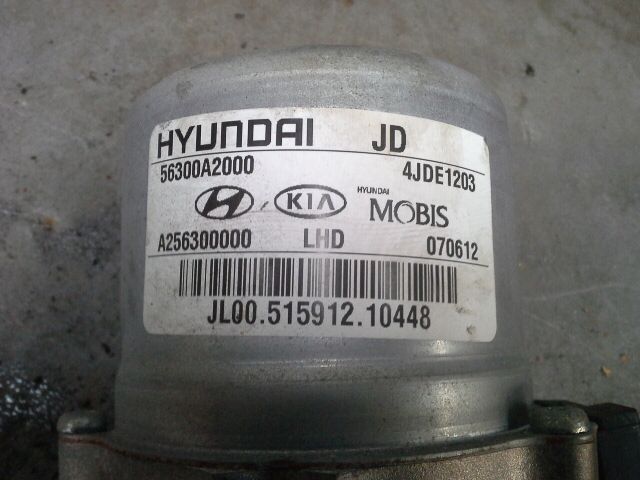 HYUNDAI JD
56300A2000 4JDE1203
KIA HYUNDAI MOBIS
A256300000 LHD 070612
JL00.515912.10448